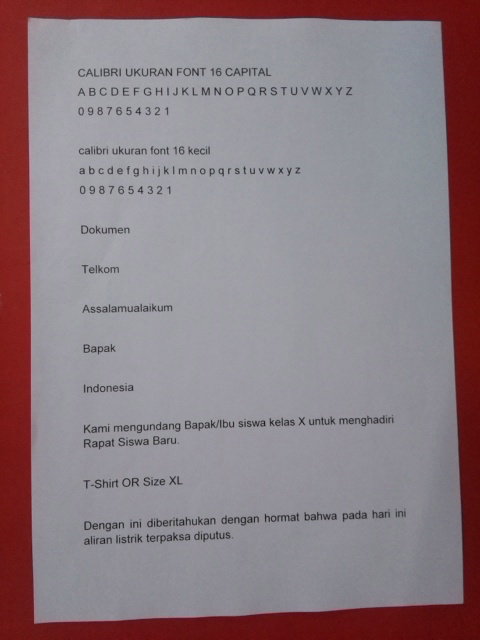 CALIBRI UKURAN FONT 16 CAPITAL
A B C D E F G H I J K L M N O P Q R S T U V W X Y Z
0 9 8 7 6 5 4 3 2 1
calibri ukuran font 16 kecil
a b c d e f g h i j k l m n o p q r s t u v w x y z
0 9 8 7 6 5 4 3 2 1
Dokumen
Telkom
Assalamualaikum
Bapak
Indonesia
Kami mengundang Bapak/Ibu siswa kelas X untuk menghadiri
Rapat Siswa Baru.
T-Shirt OR Size XL
Dengan ini diberitahukan dengan hormat bahwa pada hari ini
aliran listrik terpaksa diputus.